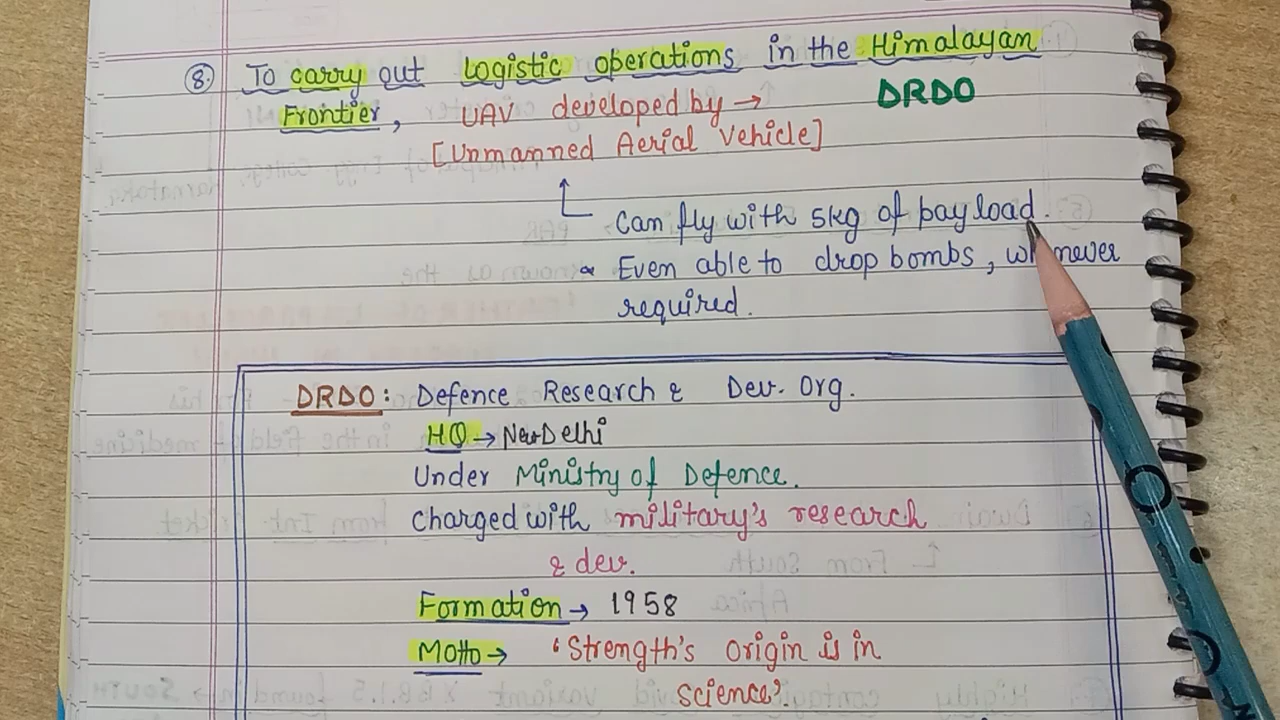 8. To carry out logistic operations in the Himalayan
Frontier, UAV developed by → DRDO
[Unmanned Aerial Vehicle]
Can fly with 5kg of payload.
Even able to drop bombs, whenever
required.
DRDO: Defence Research & Dev. Org.
HQ → New Delhi
Under Ministry of Defence.
Charged with military's research
& dev.
Formation → 1958
Motto → 'Strength's origin is in
science'.